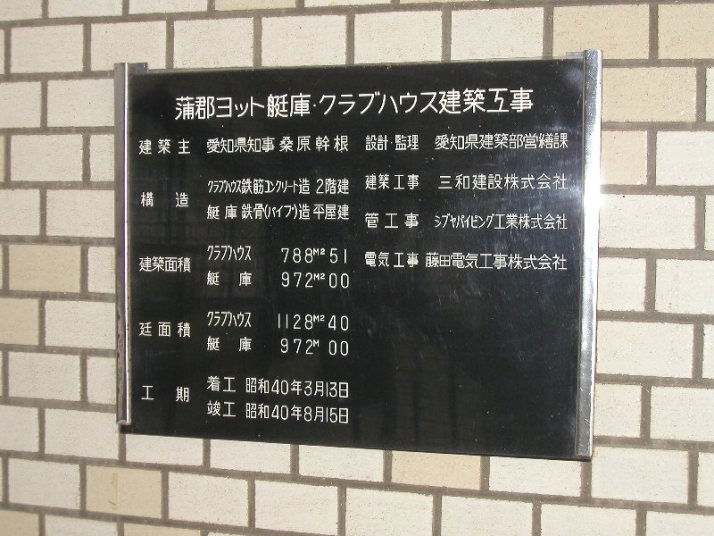 蒲郡ヨット艇庫・クラブハウス建築工事
建築主 愛知県知事 桑原幹根
構造 クラブハウス鉄筋コンクリート造 2階建
艇庫 鉄骨(パイプ)造 平屋建
建築面積 クラブハウス 788M²51
艇庫 972M²00
廷面積 クラブハウス 1128M²40
艇庫 972M 00
工期 着工 昭和40年3月13日
竣工 昭和40年8月15日
設計・監理 愛知県建築部営繕課
建築工事 三和建設株式会社
管工事 シブヤパイピング工業株式会社
電気工事 藤田電気工事株式会社